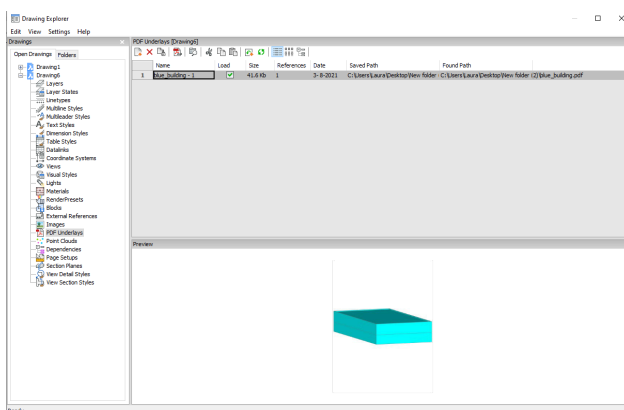 Drawing Explorer
Edit View Settings Help
Drawings
PDF Underlays [Drawing6]
Open Drawings Folders
Drawing1
Drawing6
Layers
Layer States
Linetypes
Multiline Styles
Multileader Styles
Text Styles
Dimension Styles
Table Styles
Datalinks
Coordinate Systems
Views
Visual Styles
Lights
Materials
RenderPresets
Blocks
External References
Images
PDF Underlays
Point Clouds
Dependencies
Page Setups
Section Planes
View Detail Styles
View Section Styles
Name Load Size References Date Saved Path Found Path
1 blue_building - 1 41.6 Kb 1 3-8-2021 C:\Users\Laura\Desktop\New folder C:\Users\Laura\Desktop\New folder (2)\blue_building.pdf
Preview